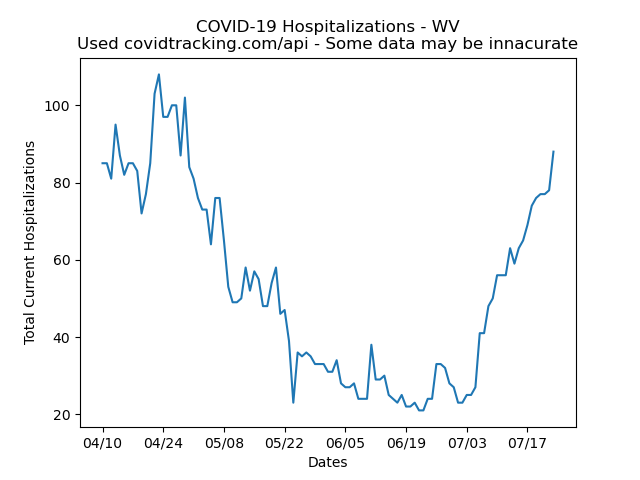 COVID-19 Hospitalizations - WV
Used covidtracking.com/api - Some data may be innacurate
Total Current Hospitalizations
100
80
60
40
20
04/10 04/24 05/08 05/22 06/05 06/19 07/03 07/17
Dates